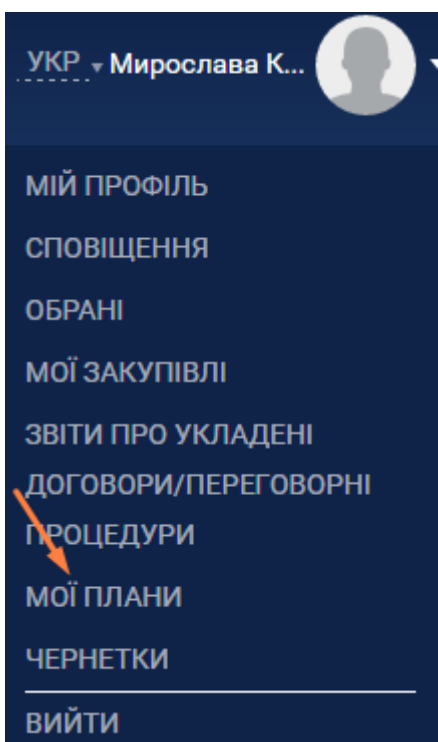 УКР Мирослава К...
МІЙ ПРОФІЛЬ
СПОВІЩЕННЯ
ОБРАНІ
МОЇ ЗАКУПІВЛІ
ЗВІТИ ПРО УКЛАДЕНІ
ДОГОВОРИ/ПЕРЕГОВОРНІ
ПРОЦЕДУРИ
МОЇ ПЛАНИ
ЧЕРНЕТКИ
ВИЙТИ